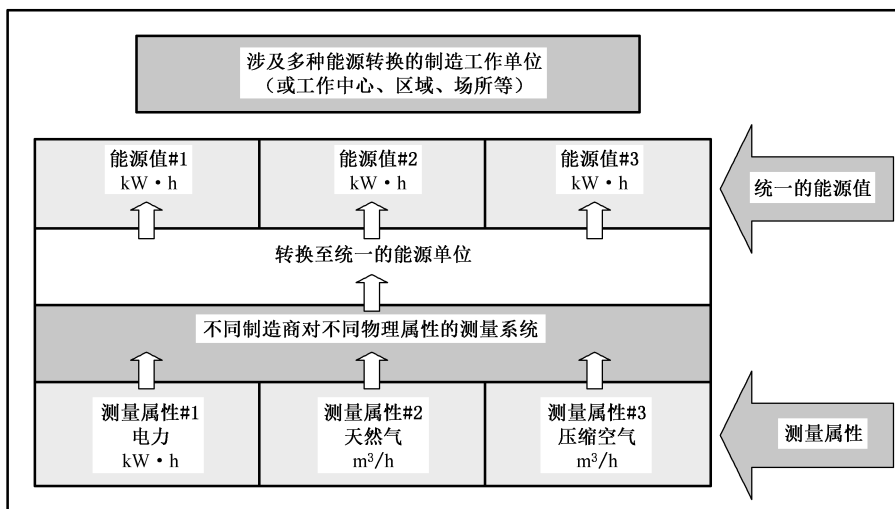 涉及多种能源转换的制造工作单位
（或工作中心、区域、场所等）
能源值#1
kW·h
能源值#2
kW·h
能源值#3
kW·h
统一的能源值
转换至统一的能源单位
不同制造商对不同物理属性的测量系统
测量属性#1
电力
kW·h
测量属性#2
天然气
m³/h
测量属性#3
压缩空气
m³/h
测量属性